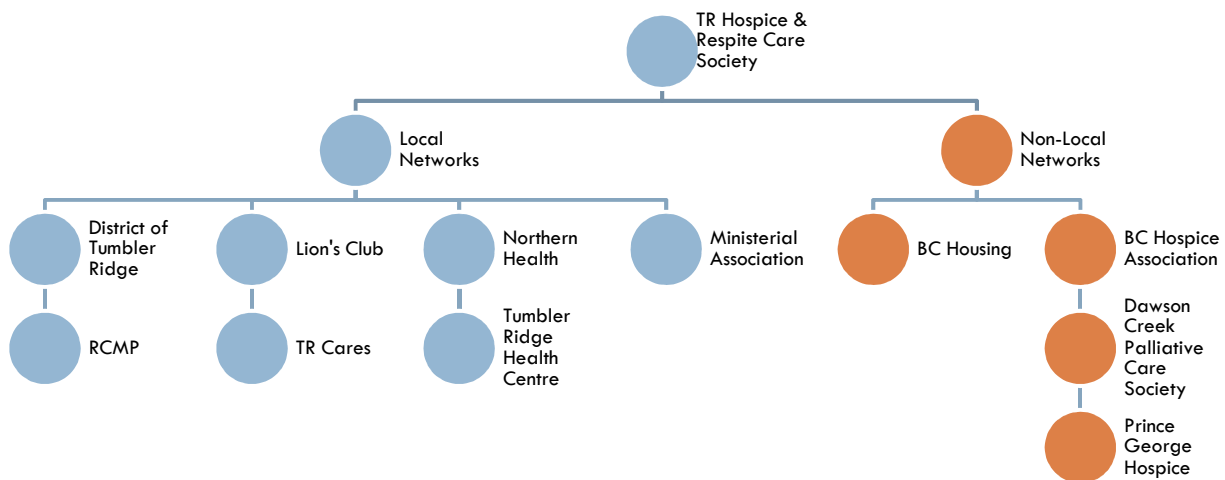 TR Hospice &
Respite Care
Society
Local
Networks
Non-Local
Networks
District of
Tumbler
Ridge
Lion's Club
Northern
Health
Ministerial
Association
BC Housing
BC Hospice
Association
RCMP
TR Cares
Tumbler
Ridge
Health
Centre
Dawson
Creek
Palliative
Care
Society
Prince
George
Hospice